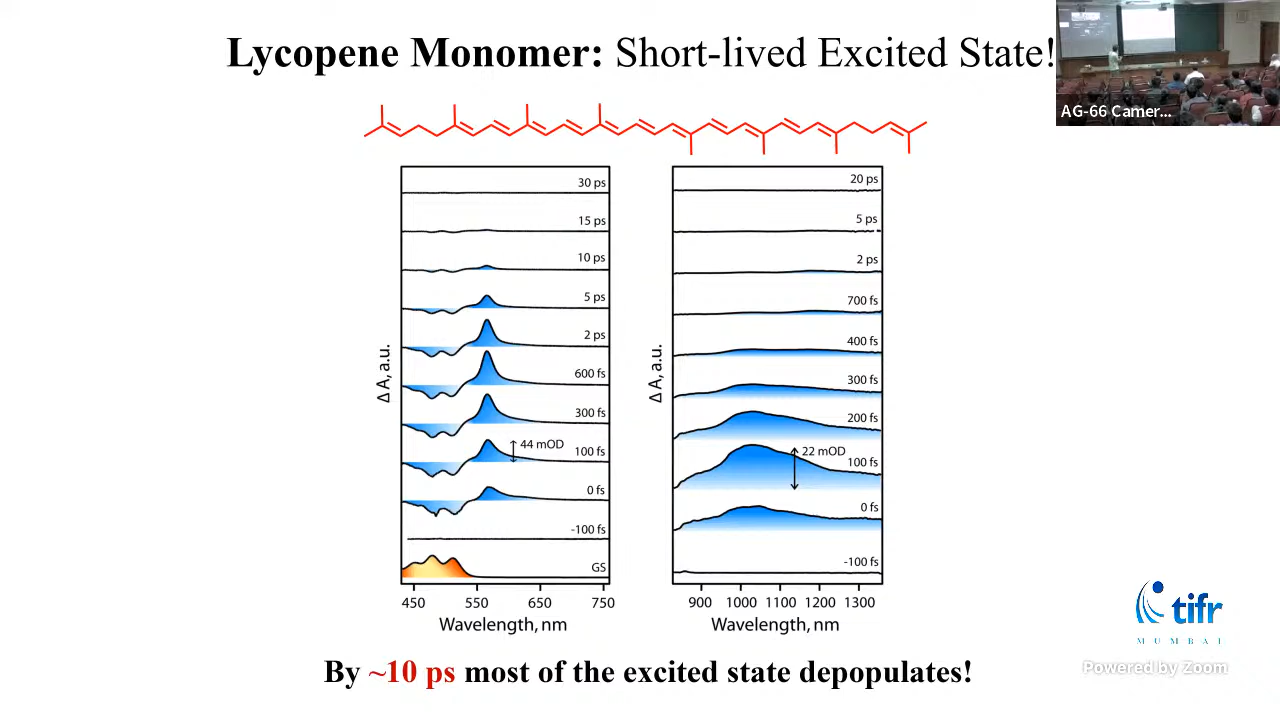 Lycopene Monomer: Short-lived Excited State!
AG-66 Camer...
30 ps
15 ps
10 ps
5 ps
2 ps
600 fs
300 fs
44 mOD
100 fs
0 fs
-100 fs
GS
Δ A, a.u.
450 550 650 750
Wavelength, nm
20 ps
5 ps
2 ps
700 fs
400 fs
300 fs
200 fs
22 mOD
100 fs
0 fs
-100 fs
Δ A, a.u.
900 1000 1100 1200 1300
Wavelength, nm
tifr
MUMBAI
Powered by Zoom
By ~10 ps most of the excited state depopulates!